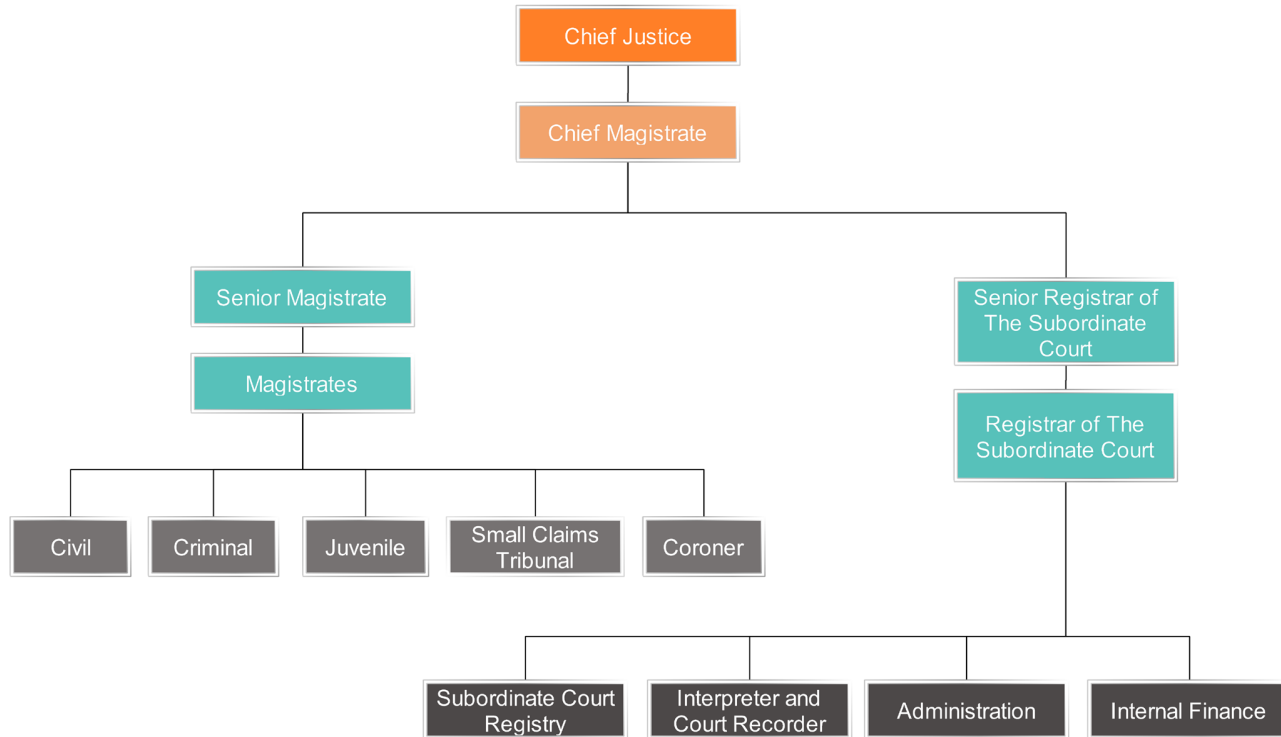 Chief Justice
Chief Magistrate
Senior Magistrate
Senior Registrar of
The Subordinate
Court
Magistrates
Registrar of The
Subordinate Court
Civil
Criminal
Juvenile
Small Claims
Tribunal
Coroner
Subordinate Court
Registry
Interpreter and
Court Recorder
Administration
Internal Finance